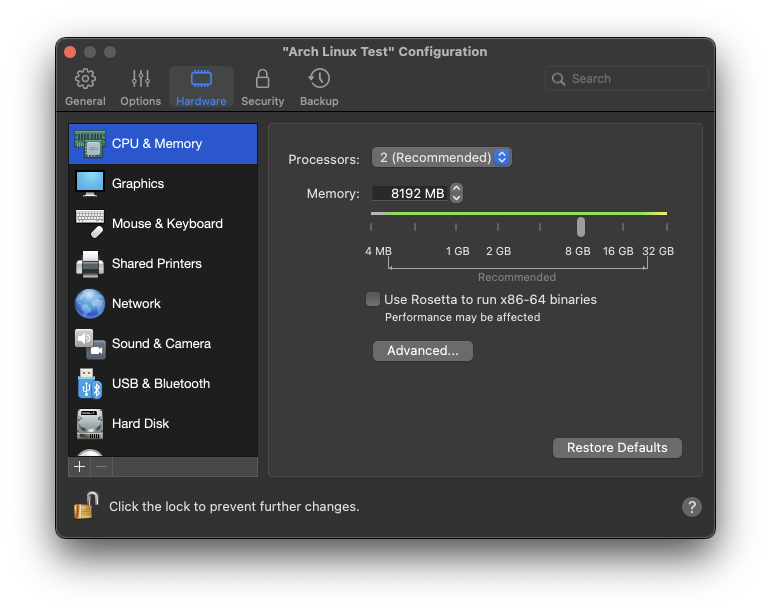 "Arch Linux Test" Configuration
General Options Hardware Security Backup
Search
CPU & Memory
Graphics
Mouse & Keyboard
Shared Printers
Network
Sound & Camera
USB & Bluetooth
Hard Disk
Processors: 2 (Recommended)
Memory: 8192 MB
4 MB 1 GB 2 GB 8 GB 16 GB 32 GB
Recommended
Use Rosetta to run x86-64 binaries
Performance may be affected
Advanced...
Restore Defaults
Click the lock to prevent further changes.
?